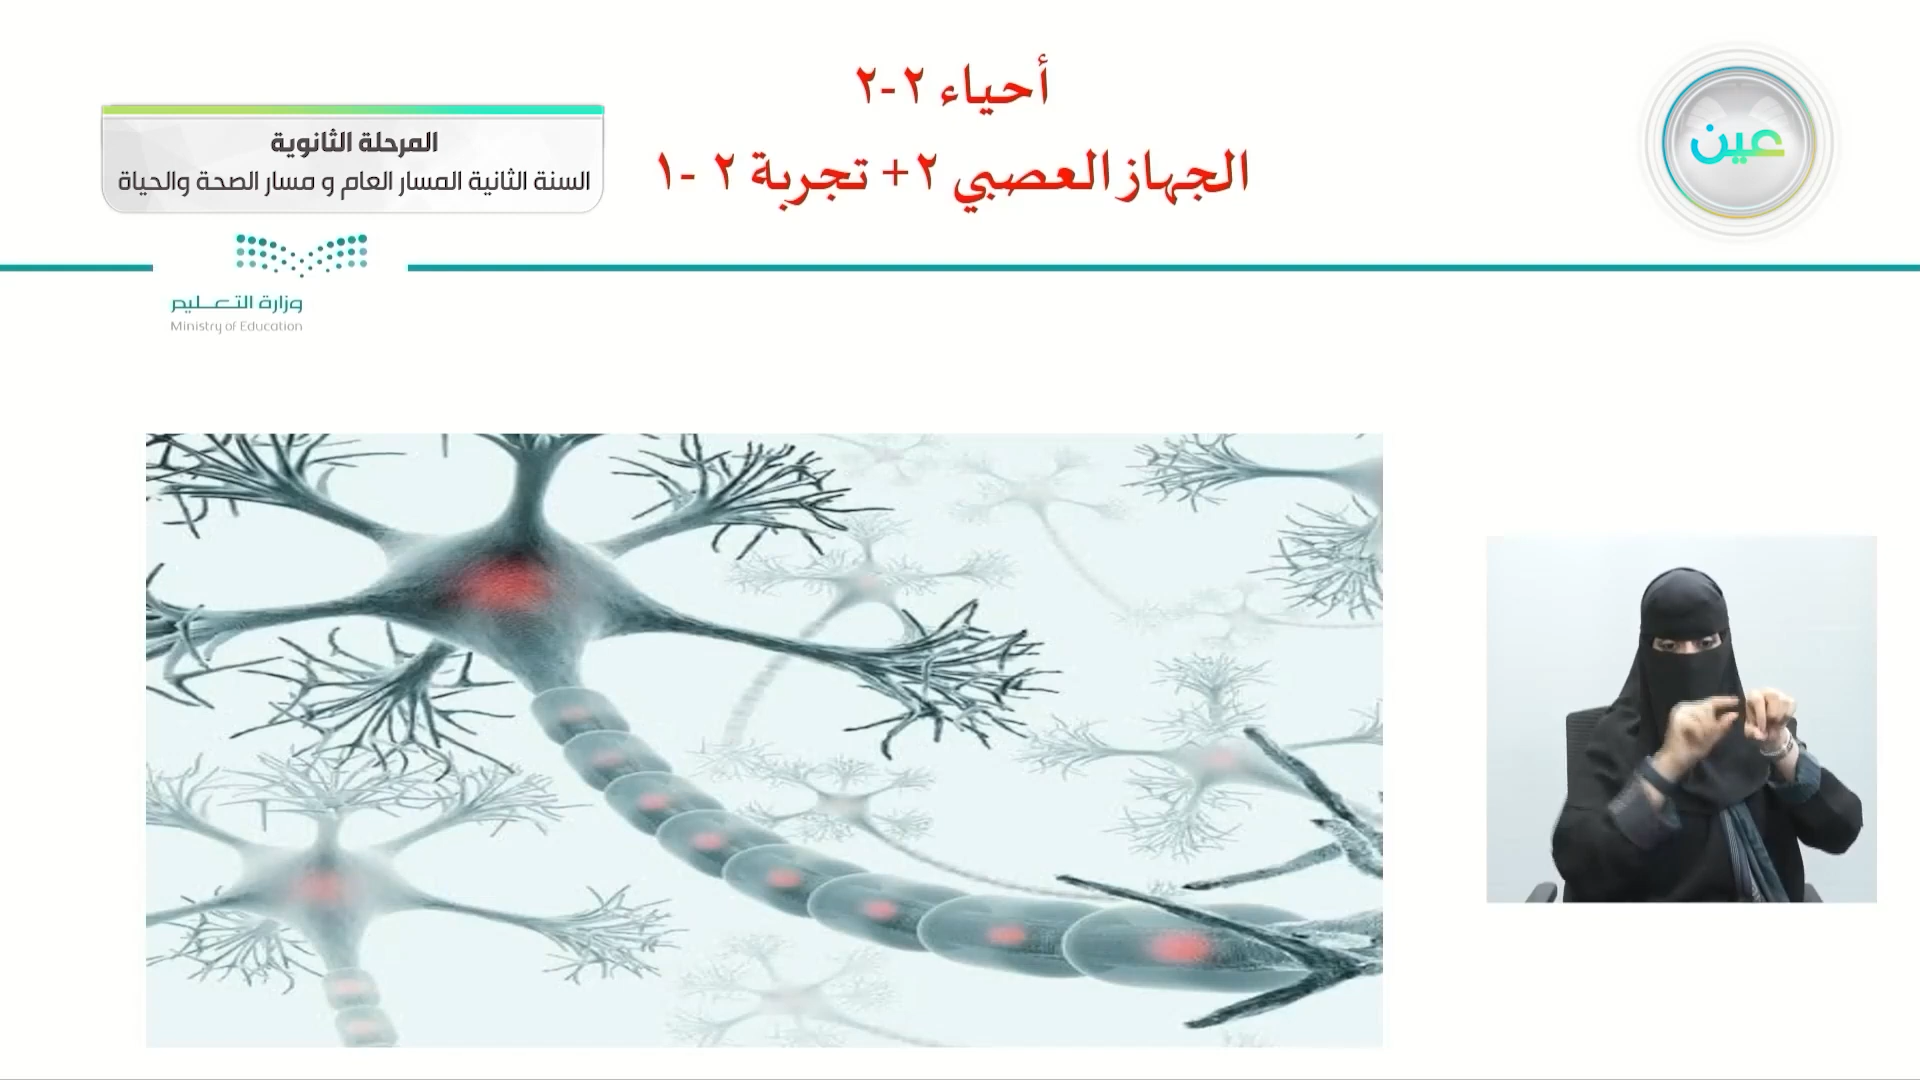 أحياء ٢-٢
الجهاز العصبي ٢ + تجربة ٢ -١
عين
المرحلة الثانوية
السنة الثانية المسار العام و مسار الصحة والحياة
وزارة التعليم
Ministry of Education